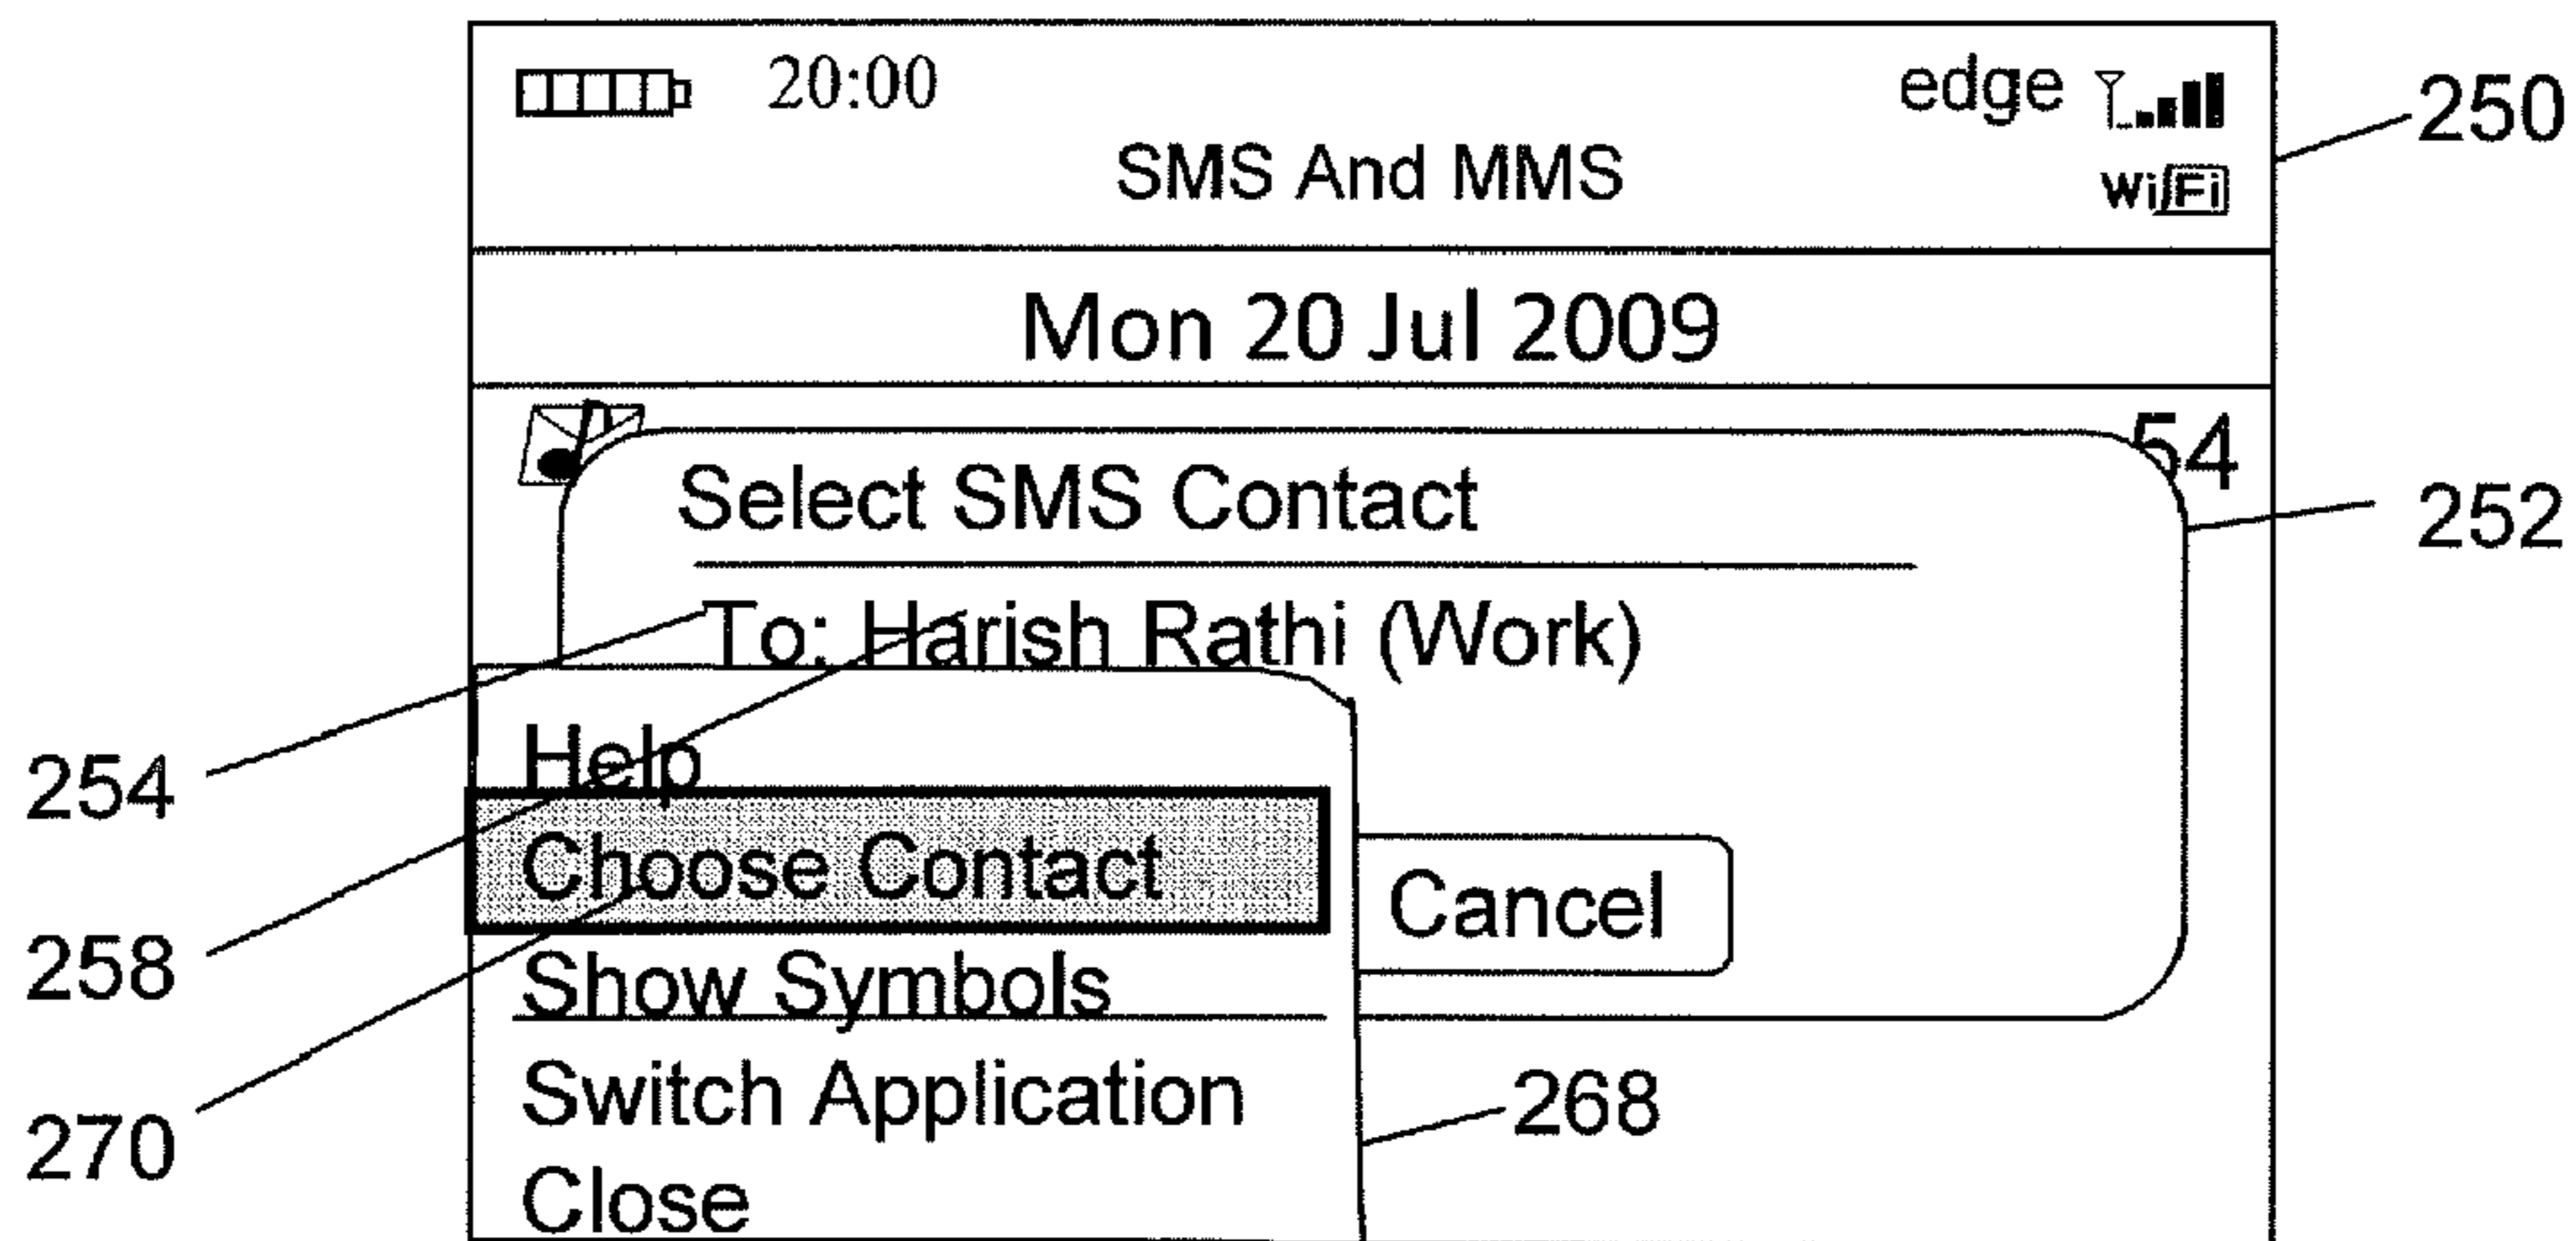 20:00 edge
250
SMS And MMS
WiFi
Mon 20 Jul 2009
54
Select SMS Contact
252
To: Harish Rathi (Work)
Help
254
Choose Contact
Cancel
258
Show Symbols
Switch Application
268
270
Close